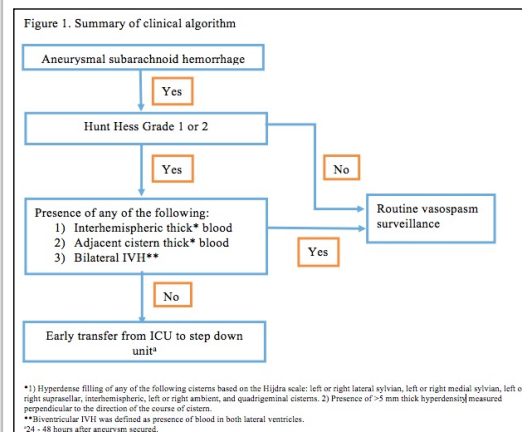 Figure 1. Summary of clinical algorithm
Aneurysmal subarachnoid hemorrhage
Yes
Hunt Hess Grade 1 or 2
Yes
No
Presence of any of the following:
1) Interhemispheric thick* blood
2) Adjacent cistern thick* blood
3) Bilateral IVH**
Routine vasospasm
surveillance
Yes
No
Early transfer from ICU to step down
unitª
*1) Hyperdense filling of any of the following cisterns based on the Hijdra scale: left or right lateral sylvian, left or right medial sylvian, left o
right suprasellar, interhemispheric, left or right ambient, and quadrigeminal cisterns. 2) Presence of >5 mm thick hyperdensity measured
perpendicular to the direction of the course of cistern.
**Biventricular IVH was defined as presence of blood in both lateral ventricles.
ª24 - 48 hours after aneurysm secured.